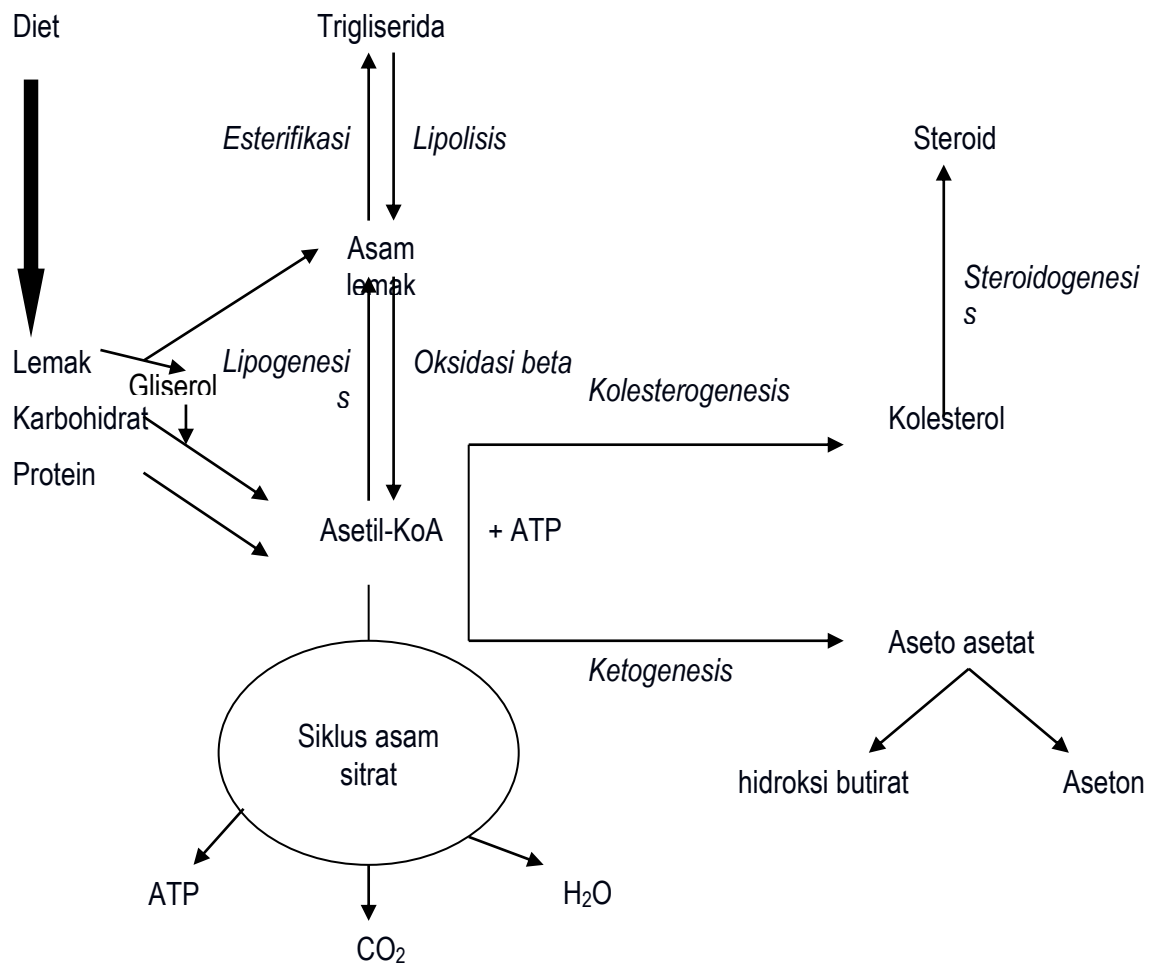 Diet
Trigliserida
Esterifikasi
Lipolisis
Steroid
Asam
lemak
Steroidogenesi
s
Lemak
Gliserol
Lipogenesi
s
Oksidasi beta
Kolesterogenesis
Karbohidrat
Kolesterol
Protein
Asetil-KoA
+ ATP
Aseto asetat
Ketogenesis
Siklus asam
sitrat
hidroksi butirat
Aseton
ATP
H₂O
CO₂